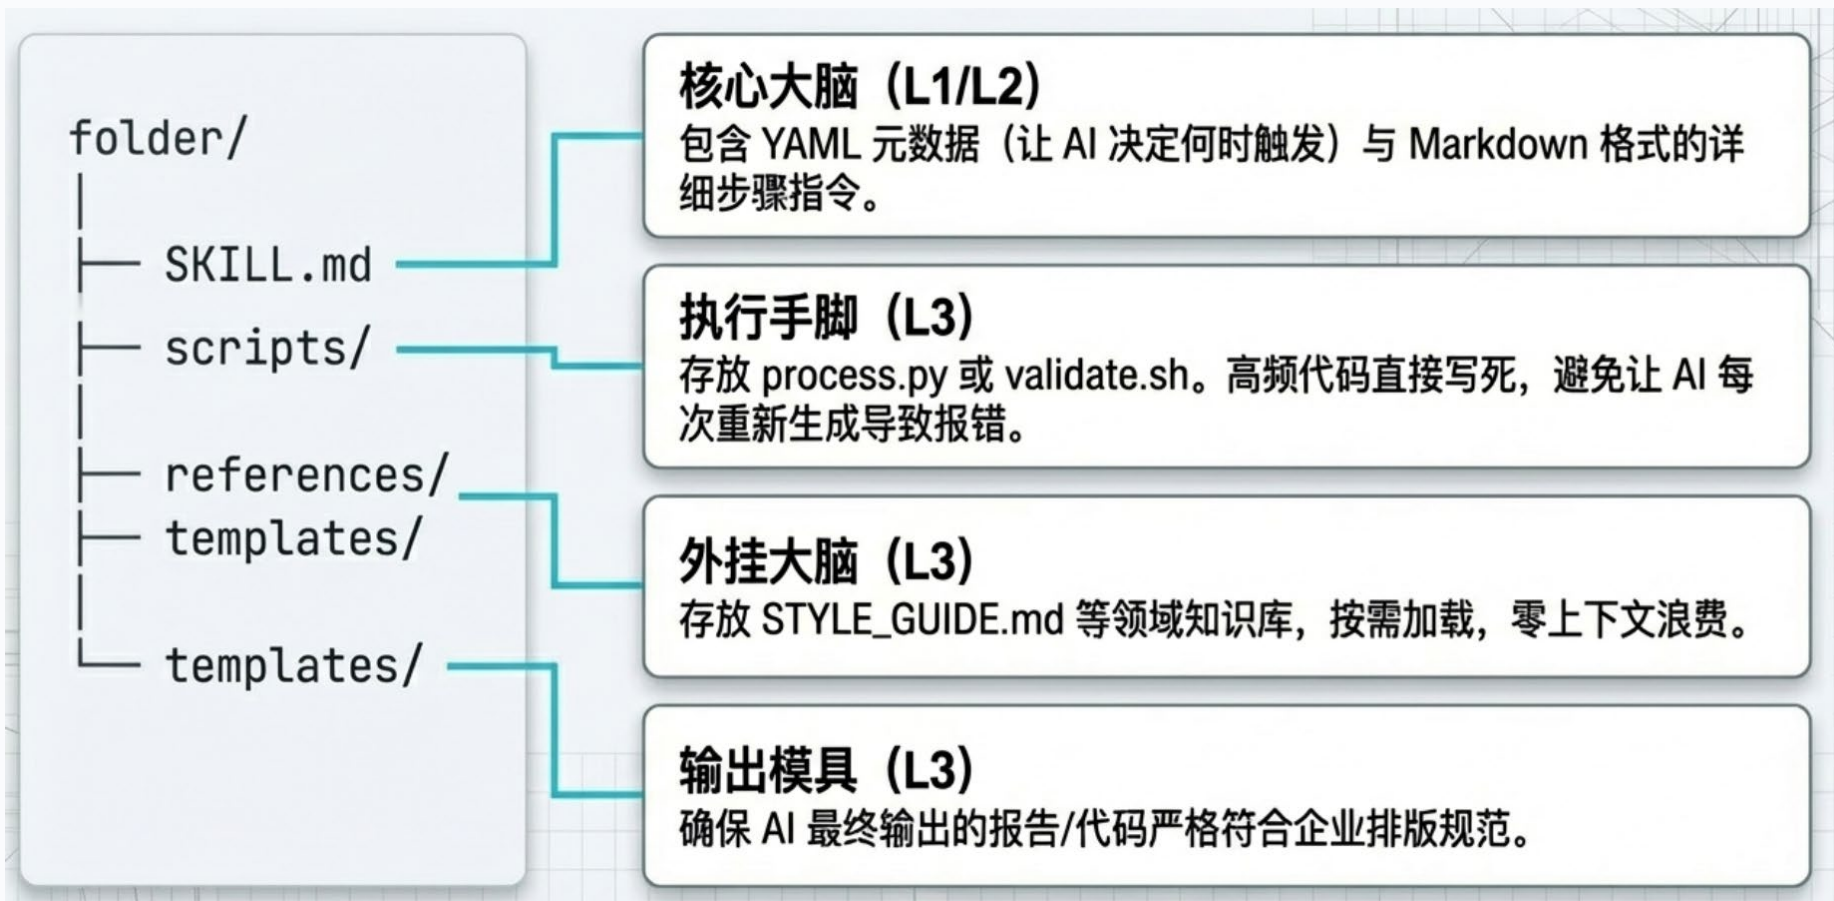 folder/
SKILL.md
scripts/
references/
templates/
templates/
核心大脑（L1/L2）
包含 YAML 元数据（让 AI 决定何时触发）与 Markdown 格式的详
细步骤指令。
执行手脚（L3）
存放 process.py 或 validate.sh。高频代码直接写死，避免让 AI 每
次重新生成导致报错。
外挂大脑（L3）
存放 STYLE_GUIDE.md 等领域知识库，按需加载，零上下文浪费。
输出模具（L3）
确保 AI 最终输出的报告/代码严格符合企业排版规范。